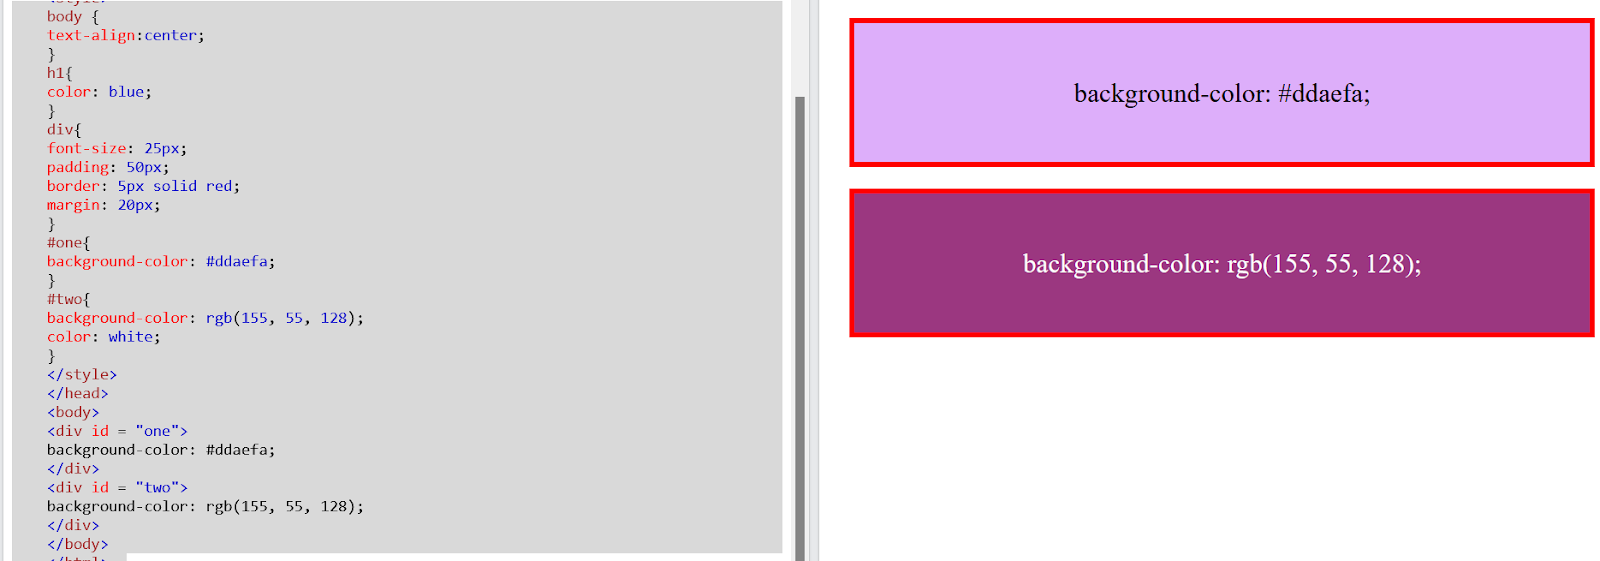 <style>
body {
text-align:center;
}
h1{
color: blue;
}
div{
font-size: 25px;
padding: 50px;
border: 5px solid red;
margin: 20px;
}
#one{
background-color: #ddaefa;
}
#two{
background-color: rgb(155, 55, 128);
color: white;
}
</style>
</head>
<body>
<div id = "one">
background-color: #ddaefa;
</div>
<div id = "two">
background-color: rgb(155, 55, 128);
</div>
</body>
</html>
background-color: #ddaefa;
background-color: rgb(155, 55, 128);